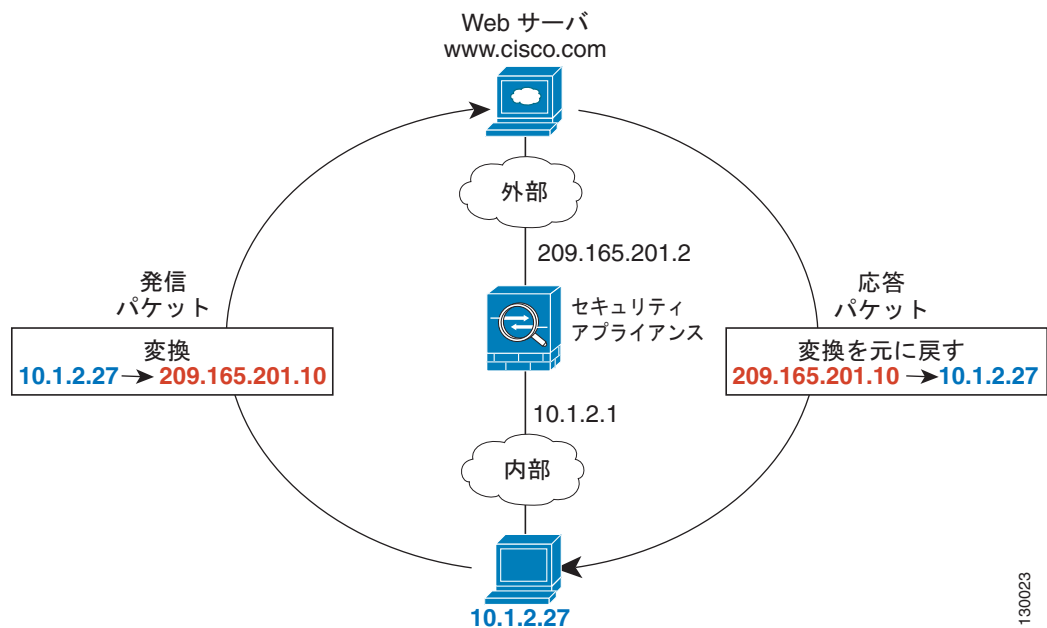 Web サーバ
www.cisco.com
外部
209.165.201.2
発信
パケット
変換
10.1.2.27 → 209.165.201.10
セキュリティ
アプライアンス
応答
パケット
変換を元に戻す
209.165.201.10 → 10.1.2.27
10.1.2.1
内部
10.1.2.27
130023